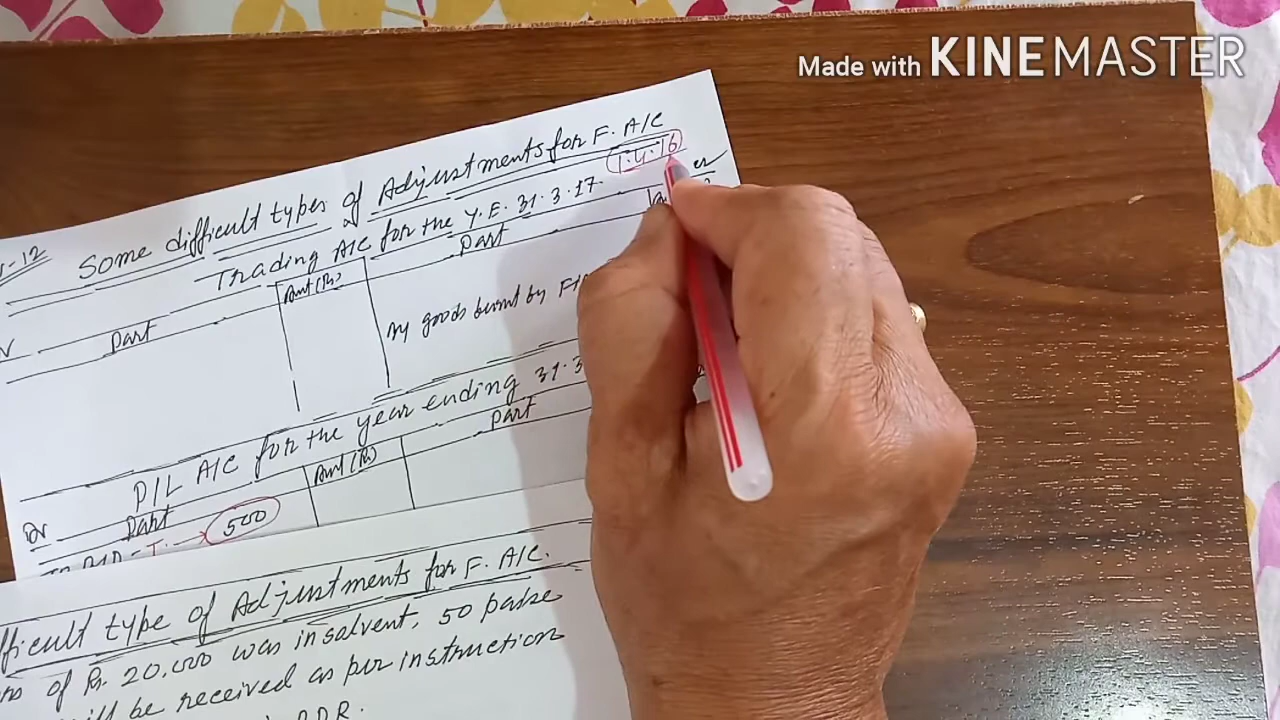 Made with KINEMASTER
Some difficult types of Adjustments for F. A/C
1.4.16
Trading A/C for the Y.E. 31.3.17.
Part
Amt (Rs)
Part
By goods burnt by
P/L A/C for the year ending 31.3
Dr
Part
Amt (Rs)
Part
500
fficult type of Adjustments for F. A/C.
of Rs. 20,000 was insolvent. 50 paise
be received as per instruction